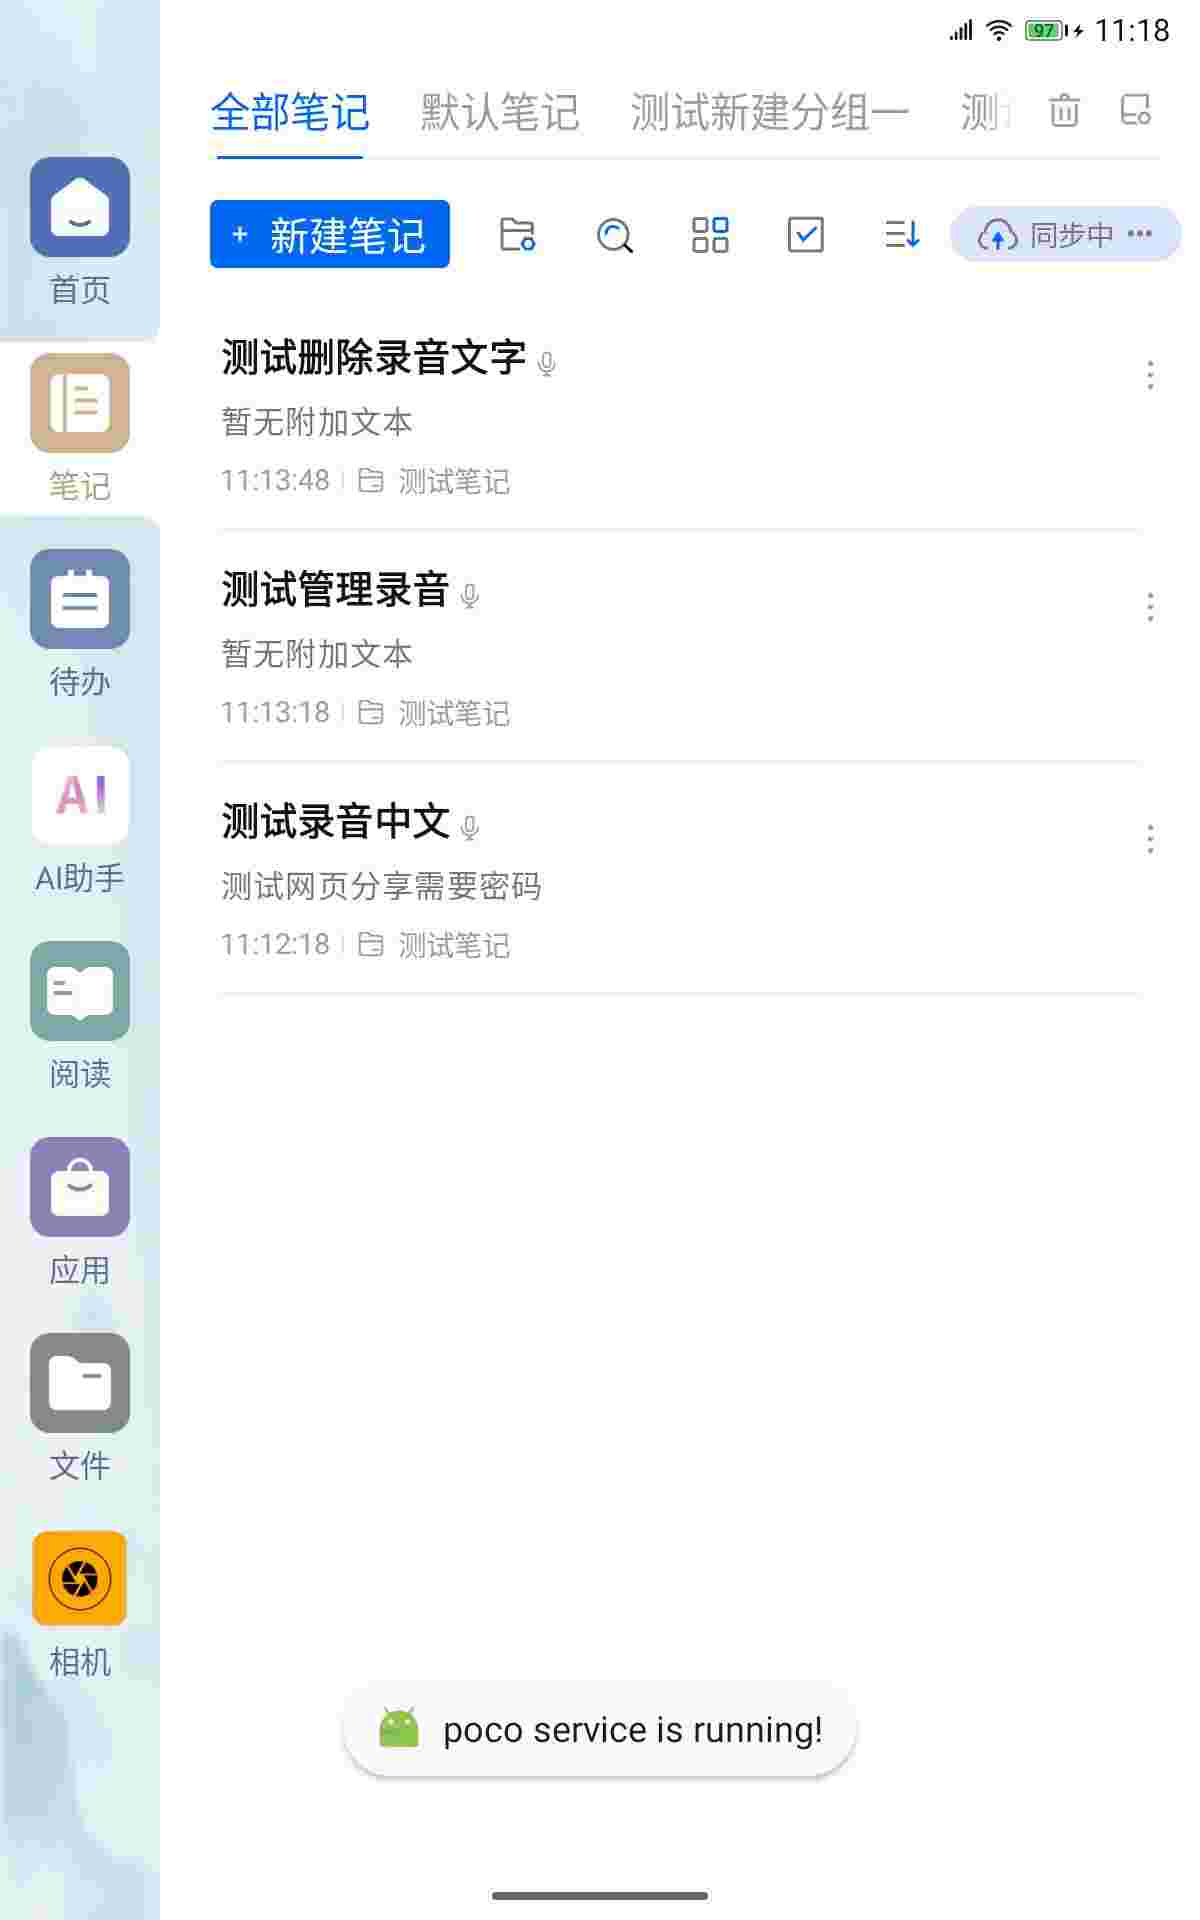 97 11:18
全部笔记 默认笔记 测试新建分组一 测
+ 新建笔记 同步中 •••
首页
笔记
待办
AI
AI助手
阅读
应用
文件
相机
测试删除录音文字
暂无附加文本
11:13:48 测试笔记
测试管理录音
暂无附加文本
11:13:18 测试笔记
测试录音中文
测试网页分享需要密码
11:12:18 测试笔记
poco service is running!